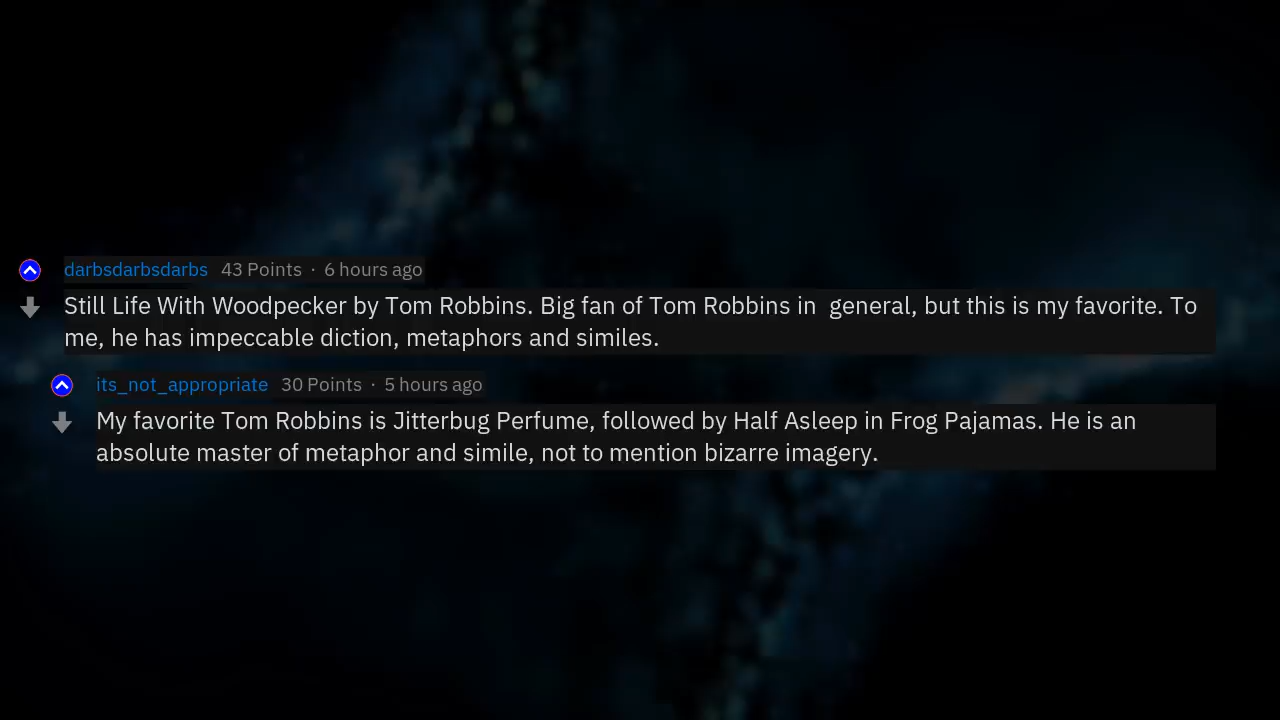 darbsdarbsdarbs 43 Points · 6 hours ago
Still Life With Woodpecker by Tom Robbins. Big fan of Tom Robbins in  general, but this is my favorite. To
me, he has impeccable diction, metaphors and similes.
its_not_appropriate 30 Points · 5 hours ago
My favorite Tom Robbins is Jitterbug Perfume, followed by Half Asleep in Frog Pajamas. He is an
absolute master of metaphor and simile, not to mention bizarre imagery.